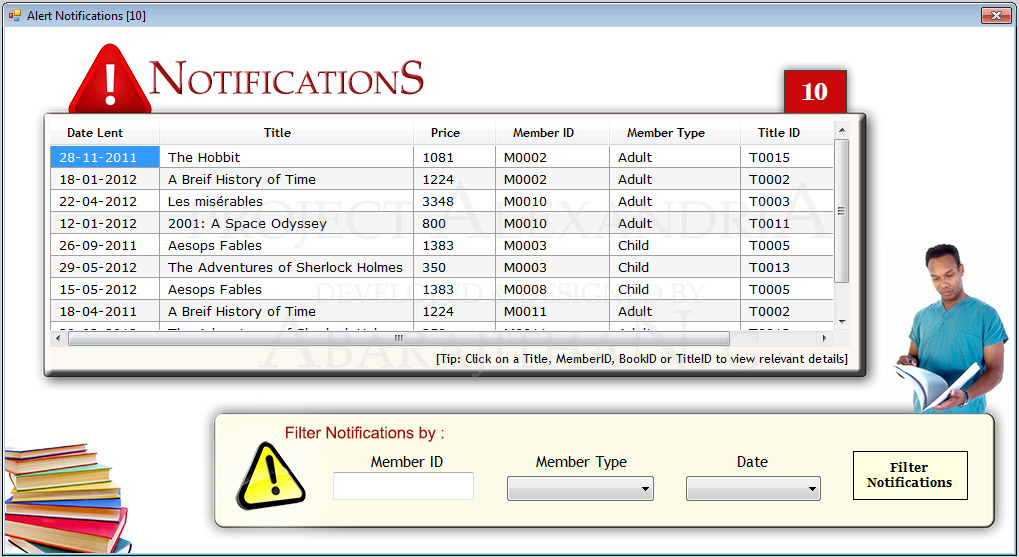 Alert Notifications [10]
NOTIFICATIONS
10
Date Lent Title Price Member ID Member Type Title ID
28-11-2011 The Hobbit 1081 M0002 Adult T0015
18-01-2012 A Breif History of Time 1224 M0002 Adult T0002
22-04-2012 Les misérables 3348 M0010 Adult T0003
12-01-2012 2001: A Space Odyssey 800 M0010 Adult T0011
26-09-2011 Aesops Fables 1383 M0003 Child T0005
29-05-2012 The Adventures of Sherlock Holmes 350 M0003 Child T0013
15-05-2012 Aesops Fables 1383 M0008 Child T0005
18-04-2011 A Breif History of Time 1224 M0011 Adult T0002
PROJECT ALEXANDRIA
DEVELOPED & DESIGNED BY
[Tip: Click on a Title, MemberID, BookID or TitleID to view relevant details]
Filter Notifications by :
Member ID Member Type Date
Filter
Notifications